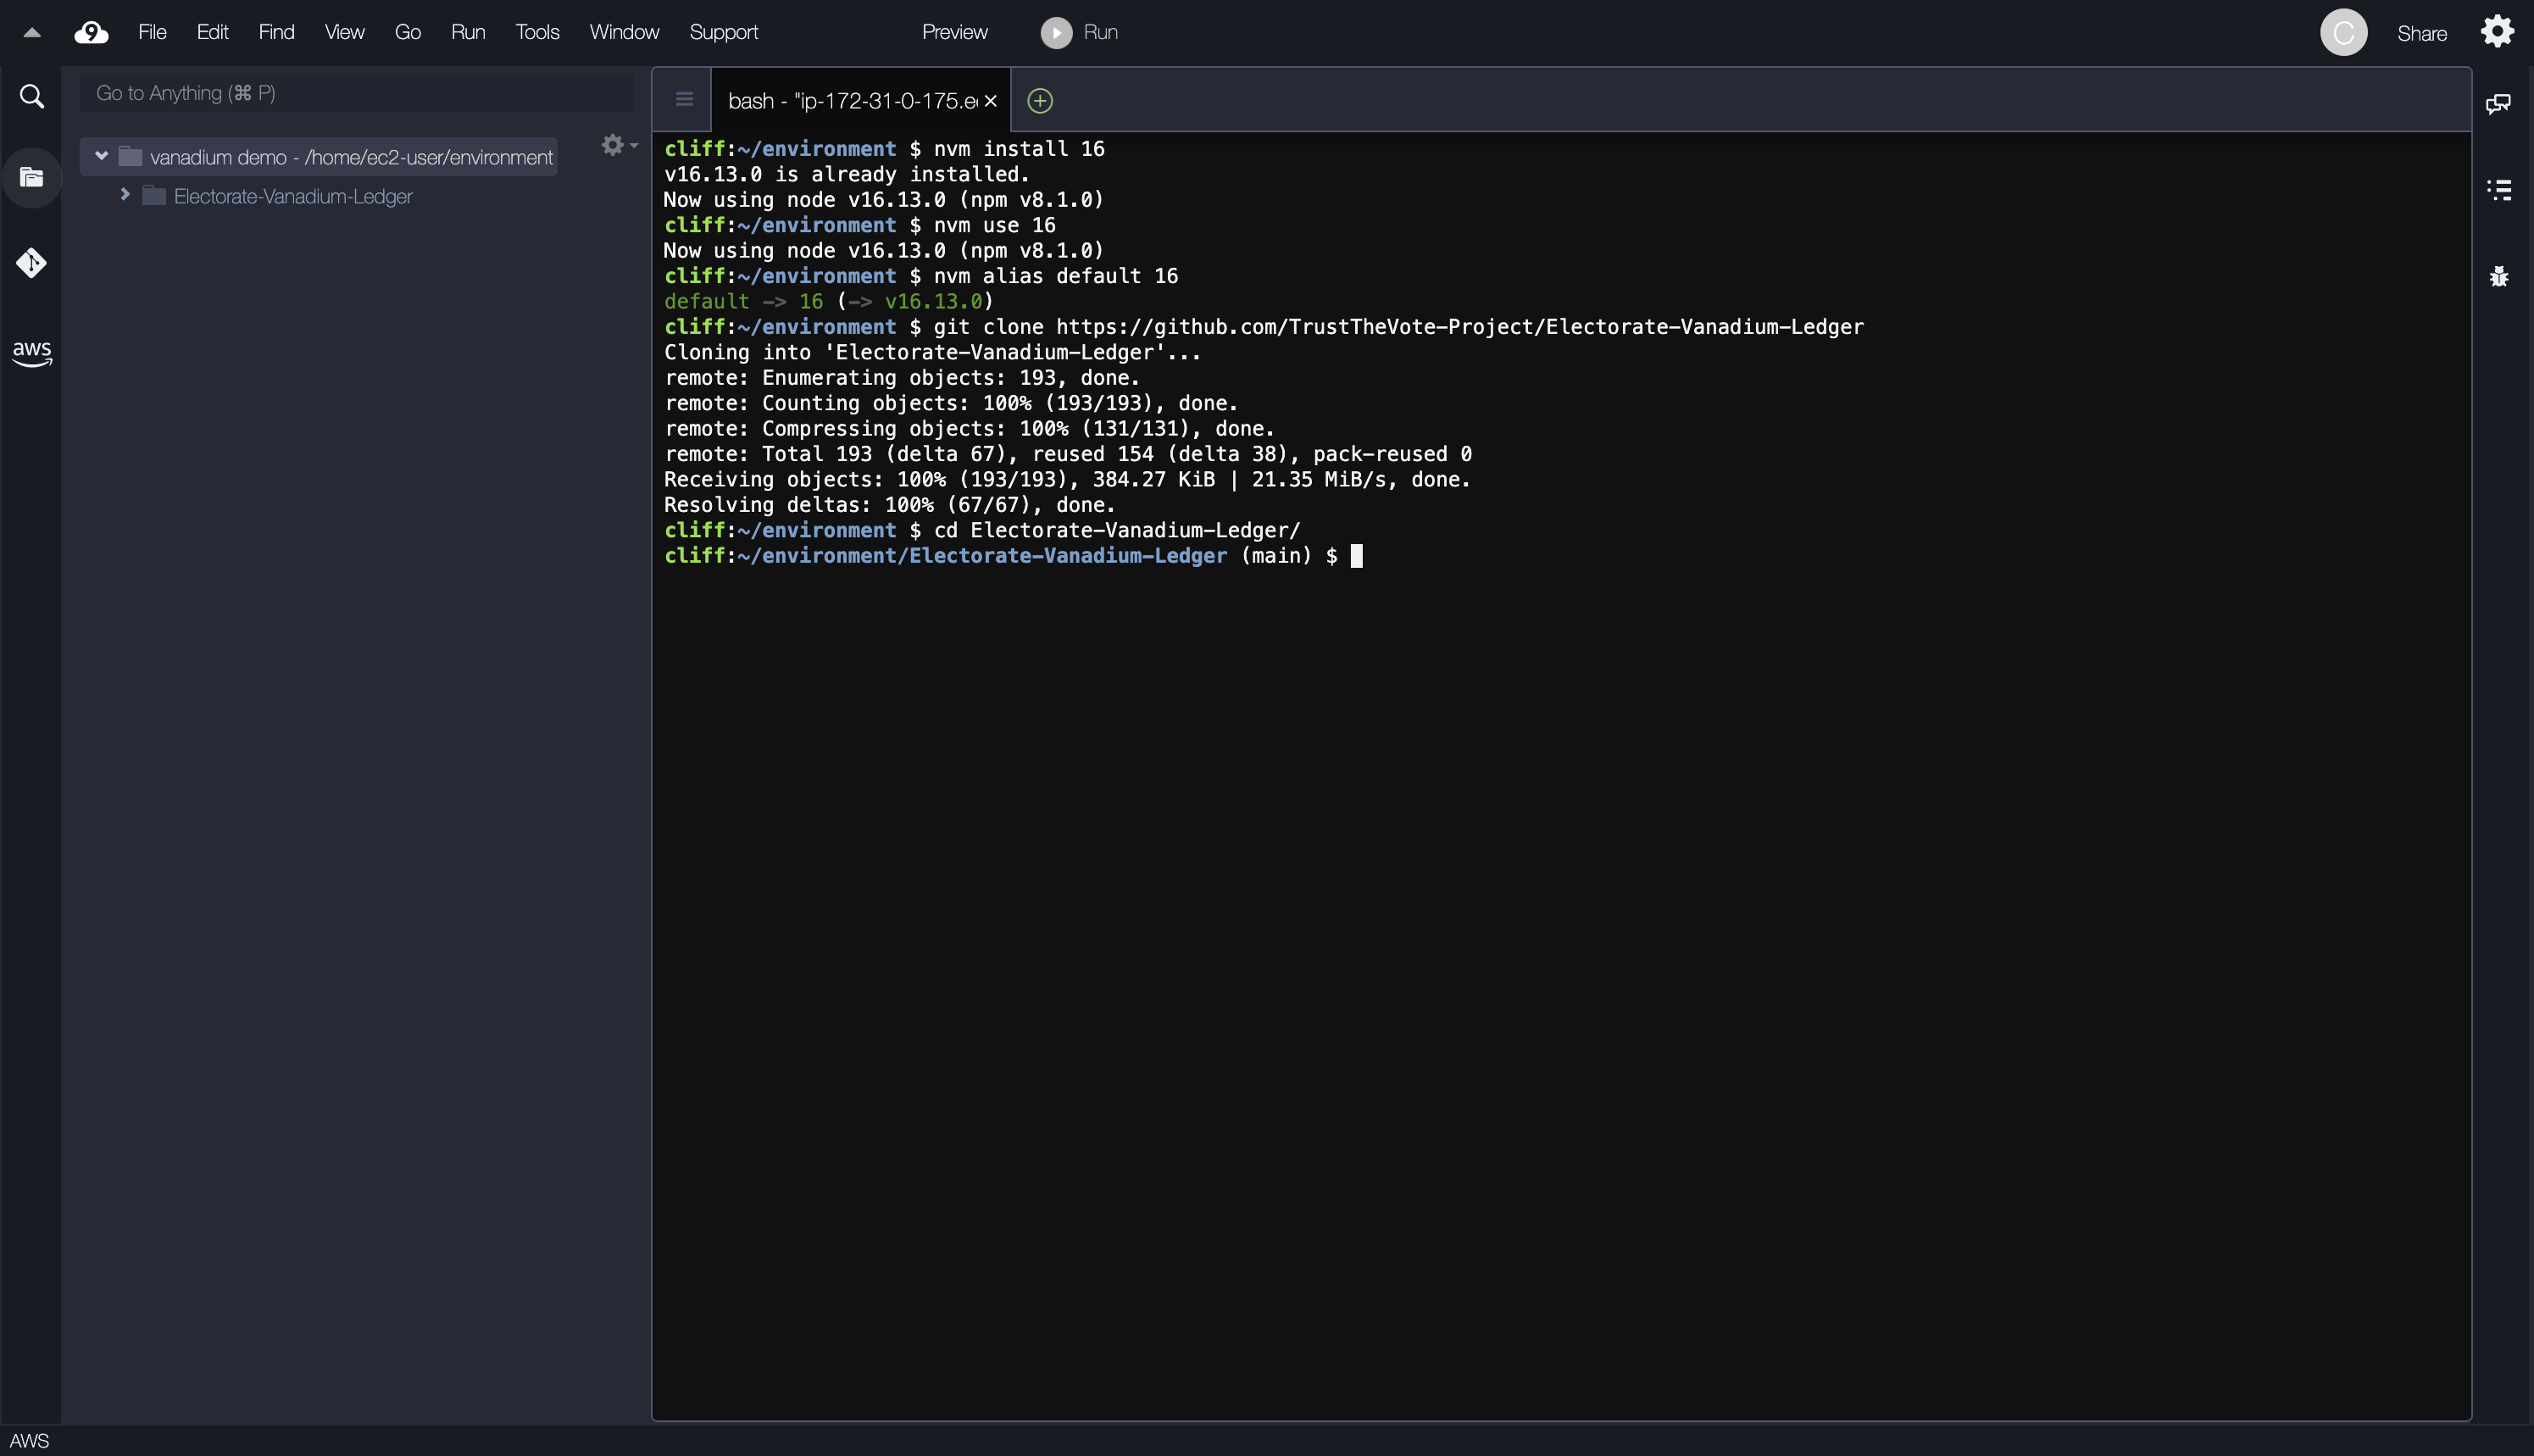 9 File Edit Find View Go Run Tools Window Support Preview Run C Share
Go to Anything (⌘ P)
vanadium demo - /home/ec2-user/environment
Electorate-Vanadium-Ledger
aws
bash - "ip-172-31-0-175.e
cliff:~/environment $ nvm install 16
v16.13.0 is already installed.
Now using node v16.13.0 (npm v8.1.0)
cliff:~/environment $ nvm use 16
Now using node v16.13.0 (npm v8.1.0)
cliff:~/environment $ nvm alias default 16
default -> 16 (-> v16.13.0)
cliff:~/environment $ git clone https://github.com/TrustTheVote-Project/Electorate-Vanadium-Ledger
Cloning into 'Electorate-Vanadium-Ledger'...
remote: Enumerating objects: 193, done.
remote: Counting objects: 100% (193/193), done.
remote: Compressing objects: 100% (131/131), done.
remote: Total 193 (delta 67), reused 154 (delta 38), pack-reused 0
Receiving objects: 100% (193/193), 384.27 KiB | 21.35 MiB/s, done.
Resolving deltas: 100% (67/67), done.
cliff:~/environment $ cd Electorate-Vanadium-Ledger/
cliff:~/environment/Electorate-Vanadium-Ledger (main) $
AWS